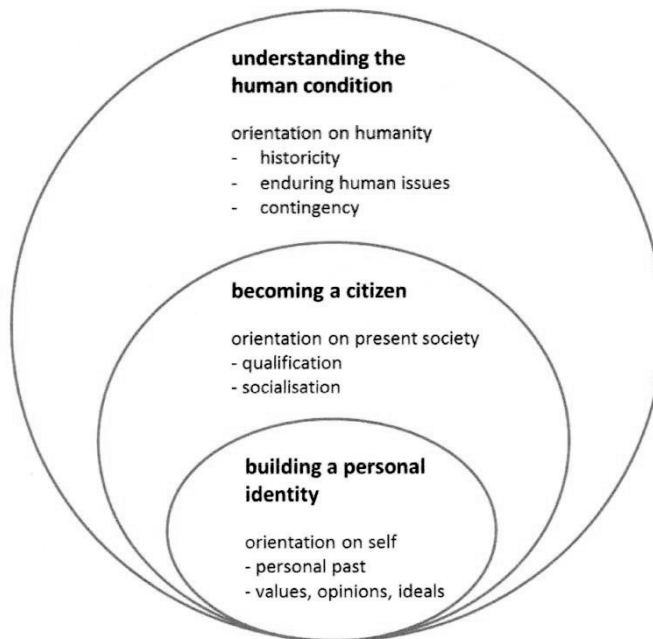 understanding the
human condition
orientation on humanity
- historicity
- enduring human issues
- contingency
becoming a citizen
orientation on present society
- qualification
- socialisation
building a personal
identity
orientation on self
- personal past
- values, opinions, ideals